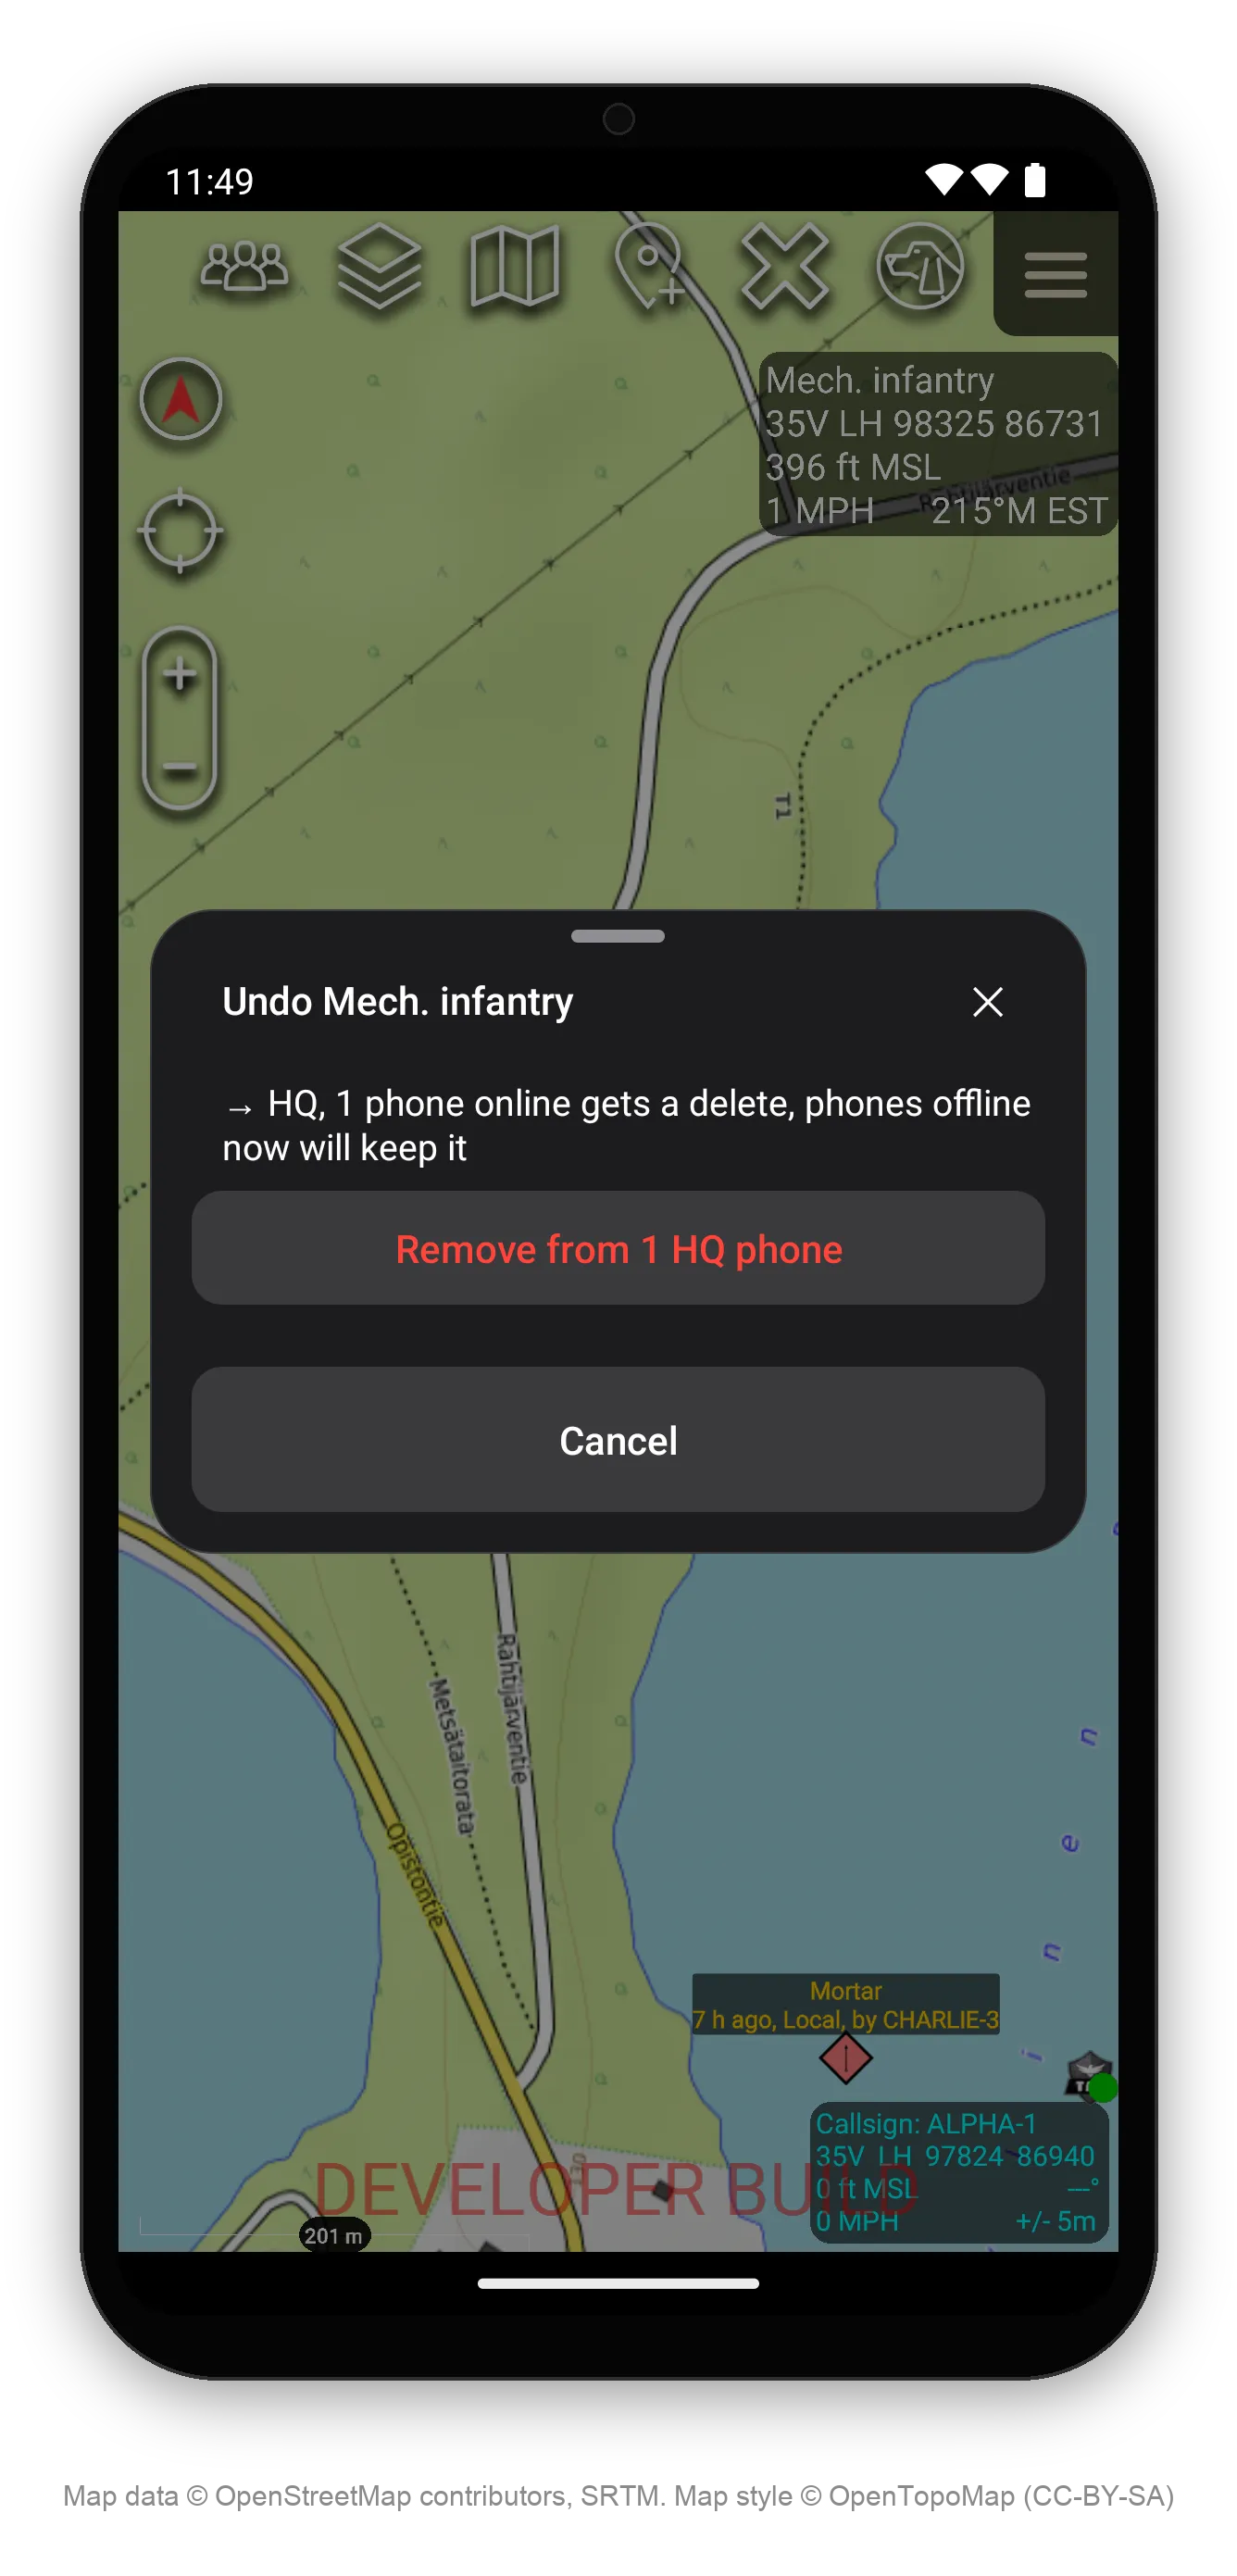 11:49
Mech. infantry
35V LH 98325 86731
396 ft MSL
1 MPH 215°M EST
Rahtijärventie
T1
Undo Mech. infantry
→ HQ, 1 phone online gets a delete, phones offline
now will keep it
Remove from 1 HQ phone
Cancel
Rahtijärventie
Metsätaitorata
Opistontie
n
e
n
i
Mortar
7 h ago, Local, by CHARLIE-3
Callsign: ALPHA-1
35V LH 97824 86940
0 ft MSL ---°
0 MPH +/- 5m
130
DEVELOPER BUILD
201 m
Map data © OpenStreetMap contributors, SRTM. Map style © OpenTopoMap (CC-BY-SA)